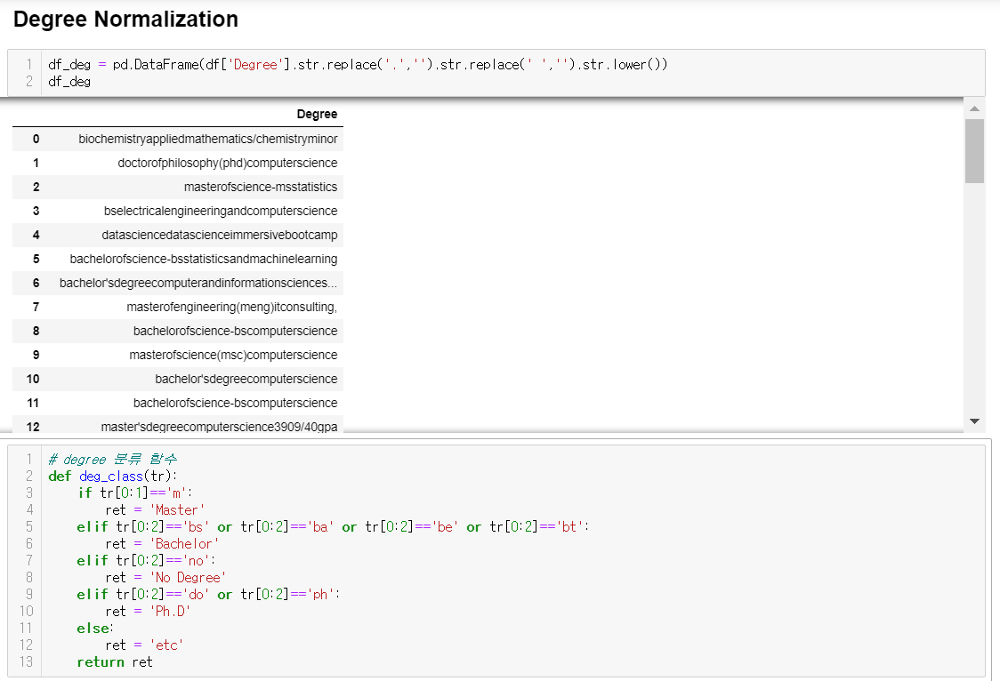 Degree Normalization
1 df_deg = pd.DataFrame(df['Degree'].str.replace('.','').str.replace(' ','').str.lower())
2 df_deg
Degree
0 biochemistryappliedmathematics/chemistryminor
1 doctorofphilosophy(phd)computerscience
2 masterofscience-msstatistics
3 bselectricalengineeringandcomputerscience
4 datasciencedatascienceimmersivebootcamp
5 bachelorofscience-bsstatisticsandmachinelearning
6 bachelor'sdegreecomputerandinformationsciences...
7 masterofengineering(meng)itconsulting,
8 bachelorofscience-bscomputerscience
9 masterofscience(msc)computerscience
10 bachelor'sdegreecomputerscience
11 bachelorofscience-bscomputerscience
12 master'sdegreecomputerscience3909/40gpa
1 # degree 분류 함수
2 def deg_class(tr):
3     if tr[0:1]=='m':
4         ret = 'Master'
5     elif tr[0:2]=='bs' or tr[0:2]=='ba' or tr[0:2]=='be' or tr[0:2]=='bt':
6         ret = 'Bachelor'
7     elif tr[0:2]=='no':
8         ret = 'No Degree'
9     elif tr[0:2]=='do' or tr[0:2]=='ph':
10         ret = 'Ph.D'
11     else:
12         ret = 'etc'
13     return ret